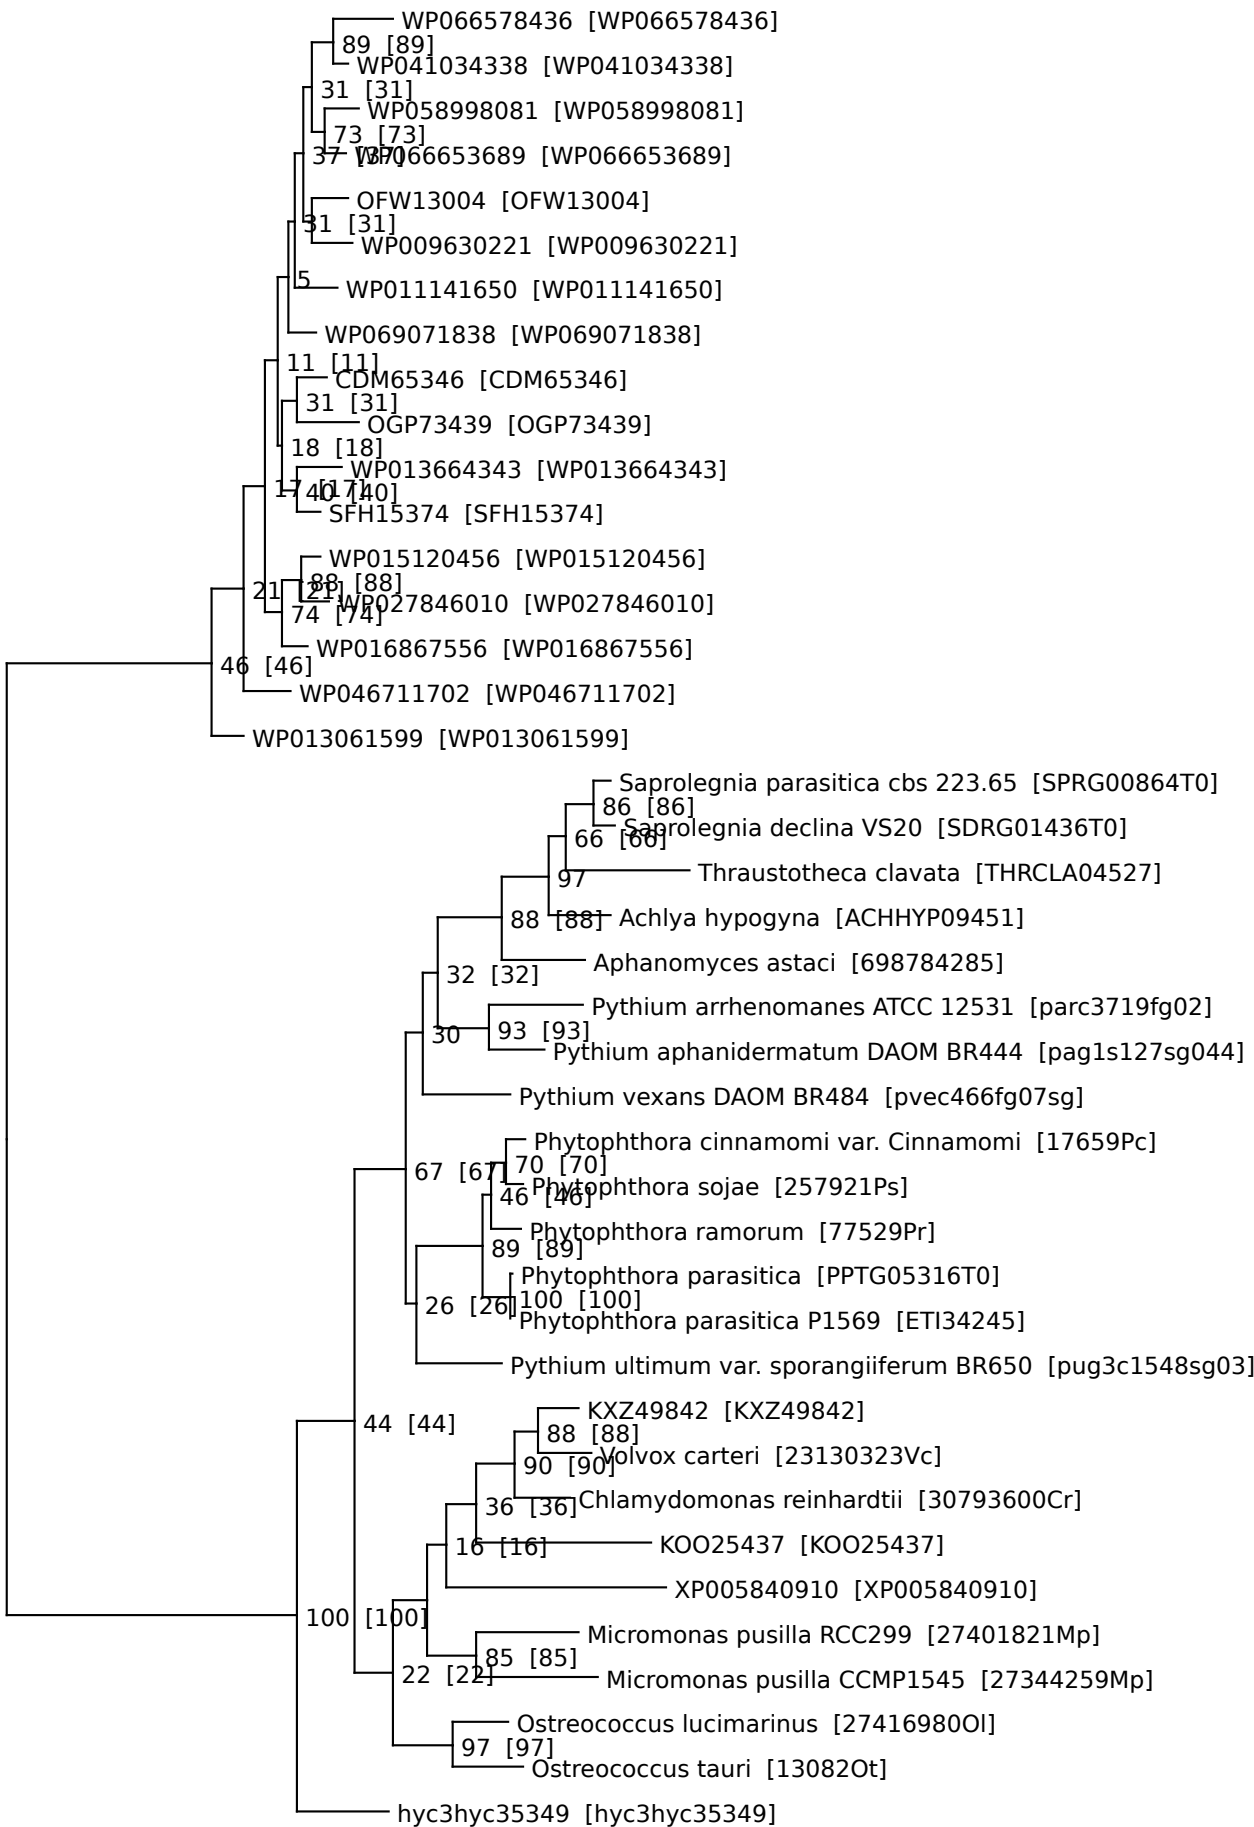 WP066578436 [WP066578436]
89 [89]
WP041034338 [WP041034338]
31 [31]
WP058998081 [WP058998081]
73 [73]
37 [37]
WP066653689 [WP066653689]
OFW13004 [OFW13004]
31 [31]
WP009630221 [WP009630221]
5
WP011141650 [WP011141650]
WP069071838 [WP069071838]
11 [11]
CDM65346 [CDM65346]
31 [31]
OGP73439 [OGP73439]
18 [18]
WP013664343 [WP013664343]
17 [17]
40 [40]
SFH15374 [SFH15374]
WP015120456 [WP015120456]
88 [88]
21 [21]
WP027846010 [WP027846010]
74 [74]
WP016867556 [WP016867556]
46 [46]
WP046711702 [WP046711702]
WP013061599 [WP013061599]
Saprolegnia parasitica cbs 223.65 [SPRG00864T0]
86 [86]
Saprolegnia declina VS20 [SDRG01436T0]
66 [66]
Thraustotheca clavata [THRCLA04527]
97
88 [88]
Achlya hypogyna [ACHHYP09451]
Aphanomyces astaci [698784285]
32 [32]
Pythium arrhenomanes ATCC 12531 [parc3719fg02]
93 [93]
30
Pythium aphanidermatum DAOM BR444 [pag1s127sg044]
Pythium vexans DAOM BR484 [pvec466fg07sg]
Phytophthora cinnamomi var. Cinnamomi [17659Pc]
70 [70]
67 [67]
Phytophthora sojae [257921Ps]
46 [46]
Phytophthora ramorum [77529Pr]
89 [89]
Phytophthora parasitica [PPTG05316T0]
100 [100]
26 [26]
Phytophthora parasitica P1569 [ETI34245]
Pythium ultimum var. sporangiiferum BR650 [pug3c1548sg03]
KXZ49842 [KXZ49842]
44 [44]
88 [88]
Volvox carteri [23130323Vc]
90 [90]
Chlamydomonas reinhardtii [30793600Cr]
36 [36]
KOO25437 [KOO25437]
16 [16]
XP005840910 [XP005840910]
100 [100]
Micromonas pusilla RCC299 [27401821Mp]
85 [85]
22 [22]
Micromonas pusilla CCMP1545 [27344259Mp]
Ostreococcus lucimarinus [27416980Ol]
97 [97]
Ostreococcus tauri [13082Ot]
hyc3hyc35349 [hyc3hyc35349]